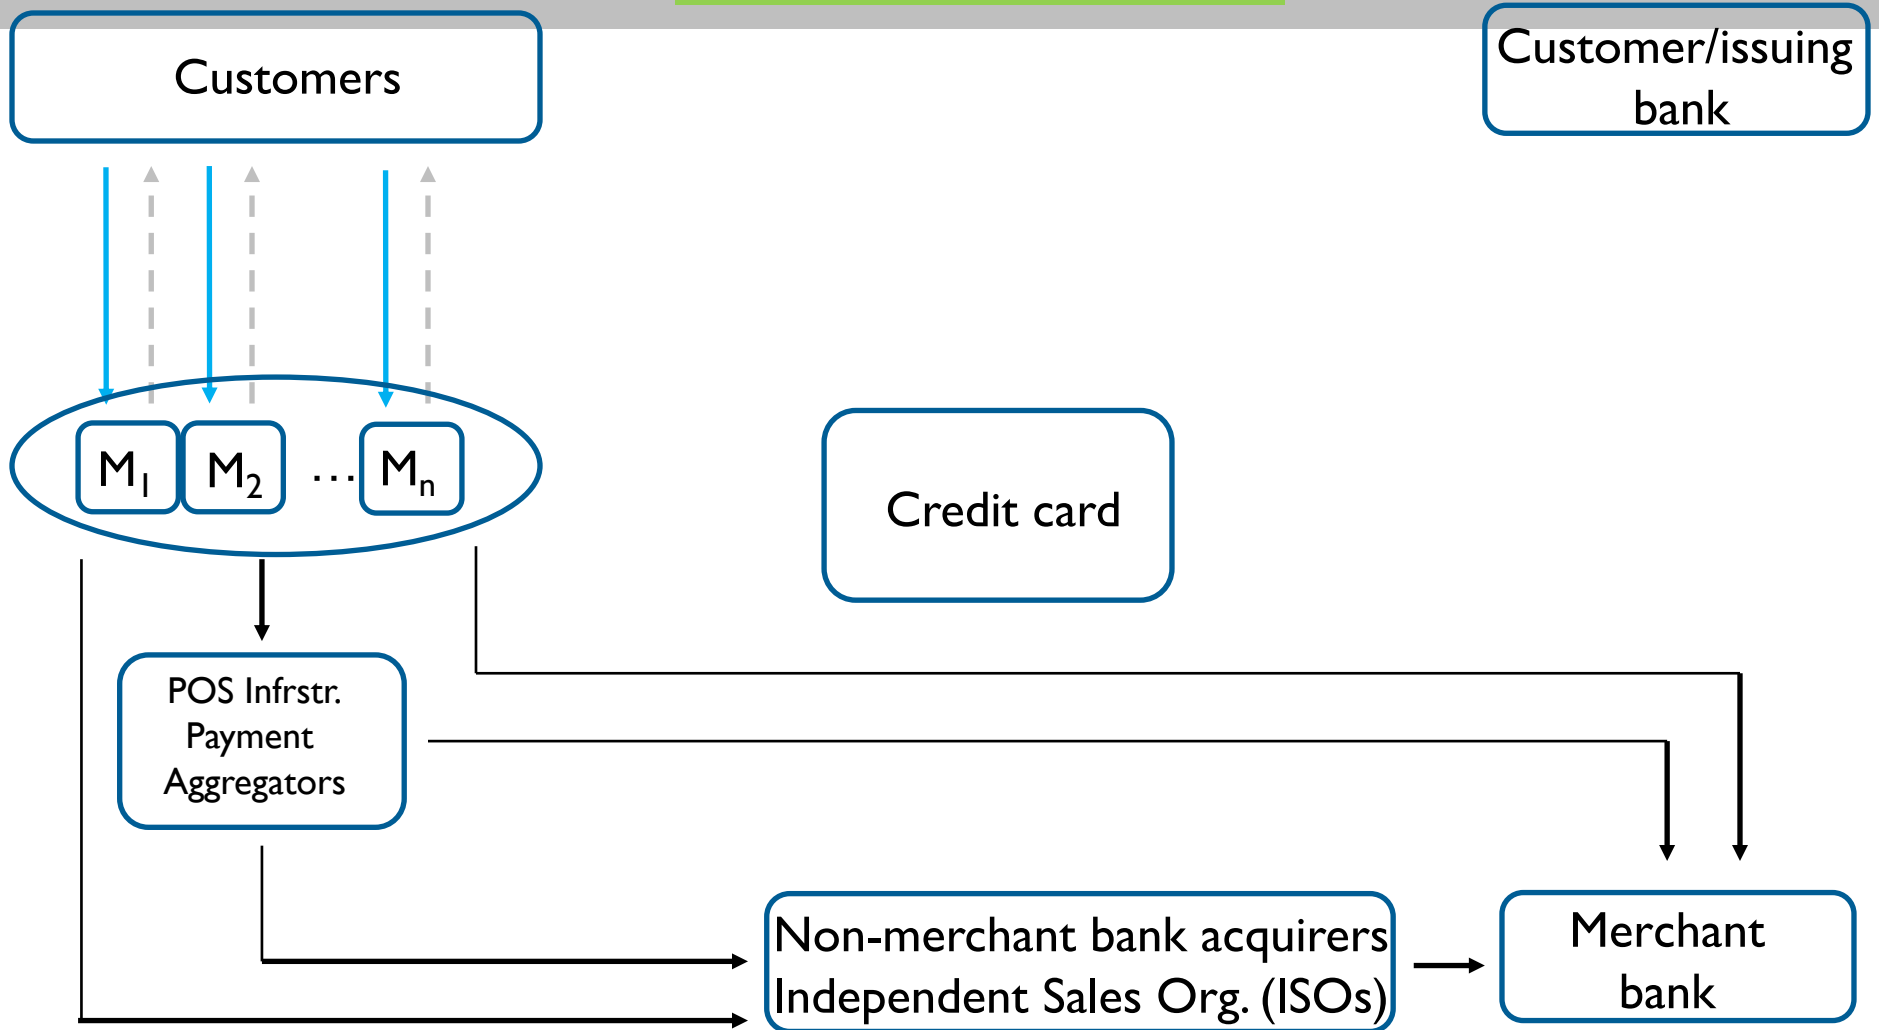 Customers
Customer/issuing
bank
M1
M2
...
Mn
Credit card
POS Infrstr.
Payment
Aggregators
Non-merchant bank acquirers
Independent Sales Org. (ISOs)
Merchant
bank